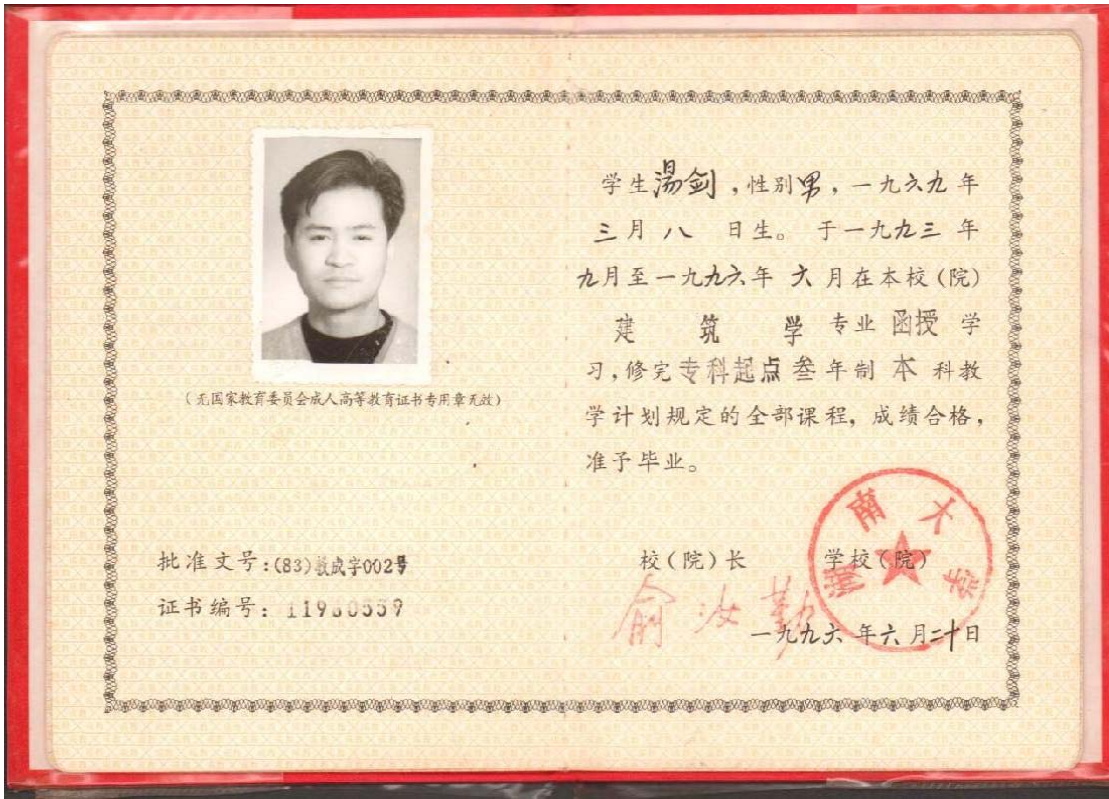 (无国家教育委员会成人高等教育证书专用章无效)
批准文号:(83)教成字002号
证书编号:11960559
学生湯剑,性别男,一九六九年
三月八 日生。于一九九三年
九月至一九九六年六月在本校(院)
建筑学专业函授学
习,修完专科起点叁年制本科教
学计划规定的全部课程,成绩合格,
准予毕业。
校(院)长 学校(院)
俞汝勤
湖南大学
一九九六年六月二十日